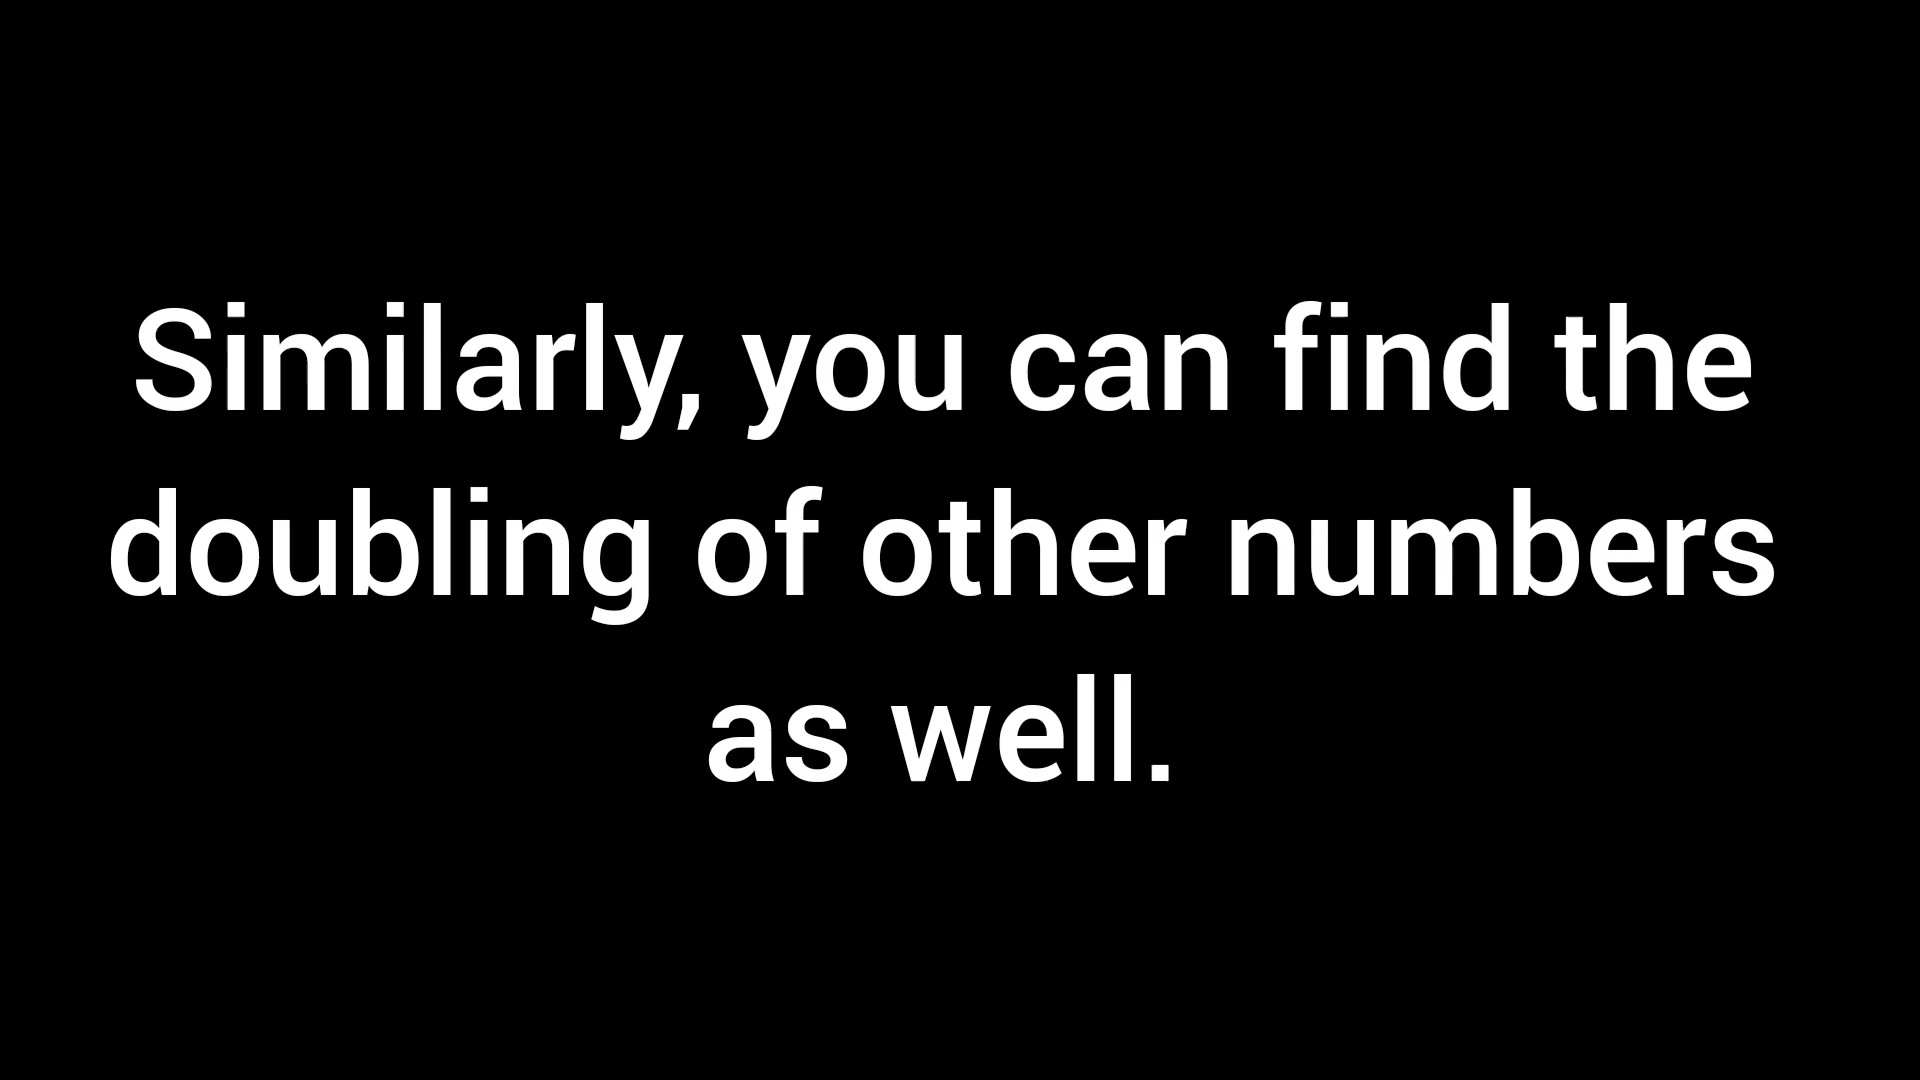 Similarly, you can find the
doubling of other numbers
as well.